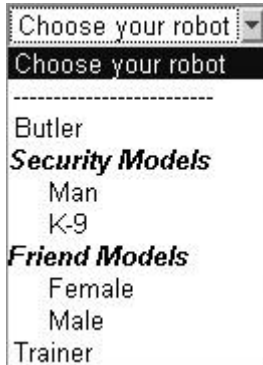 Choose your robot
Choose your robot
------------------------
Butler
Security Models
Man
K-9
Friend Models
Female
Male
Trainer